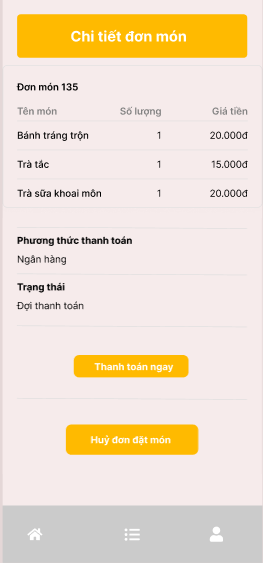 Chi tiết đơn món
Đơn món 135
Tên món Số lượng Giá tiền
Bánh tráng trộn 1 20.000đ
Trà tắc 1 15.000đ
Trà sữa khoai môn 1 20.000đ
Phương thức thanh toán
Ngân hàng
Trạng thái
Đợi thanh toán
Thanh toán ngay
Huỷ đơn đặt món